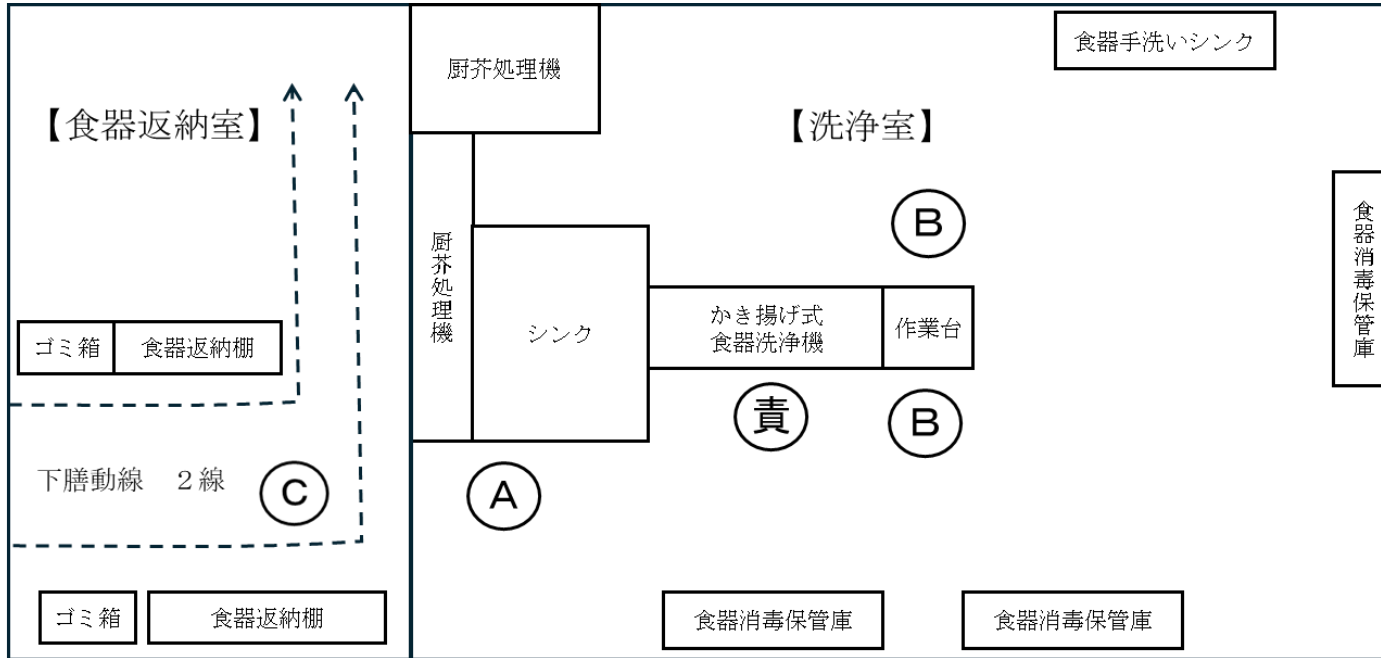 食器手洗いシンク
厨芥処理機
【食器返納室】
【洗浄室】
Ⓑ
厨芥処理機
シンク
かき揚げ式
食器洗浄機
作業台
食器消毒保管庫
ゴミ箱
食器返納棚
責
Ⓑ
下膳動線 2線
Ⓒ
Ⓐ
ゴミ箱
食器返納棚
食器消毒保管庫
食器消毒保管庫